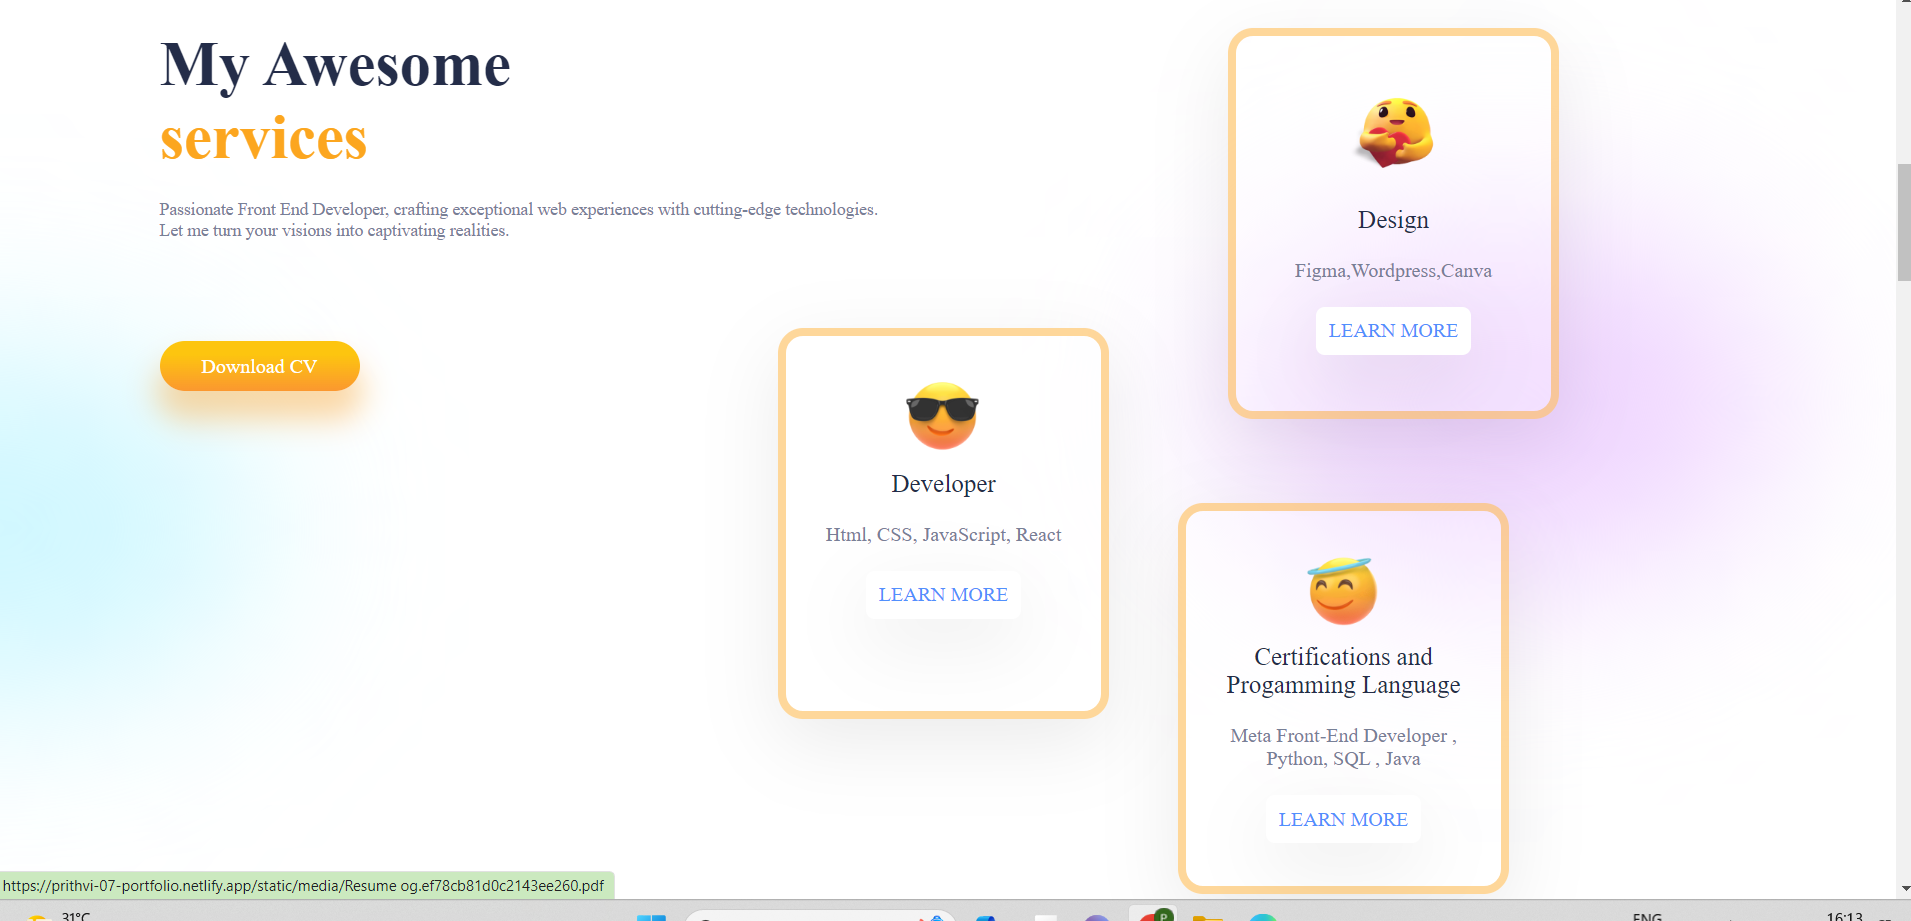 My Awesome
services
Passionate Front End Developer, crafting exceptional web experiences with cutting-edge technologies.
Let me turn your visions into captivating realities.
Download CV
Design
Figma,Wordpress,Canva
LEARN MORE
Developer
Html, CSS, JavaScript, React
LEARN MORE
Certifications and
Progamming Language
Meta Front-End Developer ,
Python, SQL , Java
LEARN MORE
https://prithvi-07-portfolio.netlify.app/static/media/Resume og.ef78cb81d0c2143ee260.pdf
31°C
P
ENG
16:13